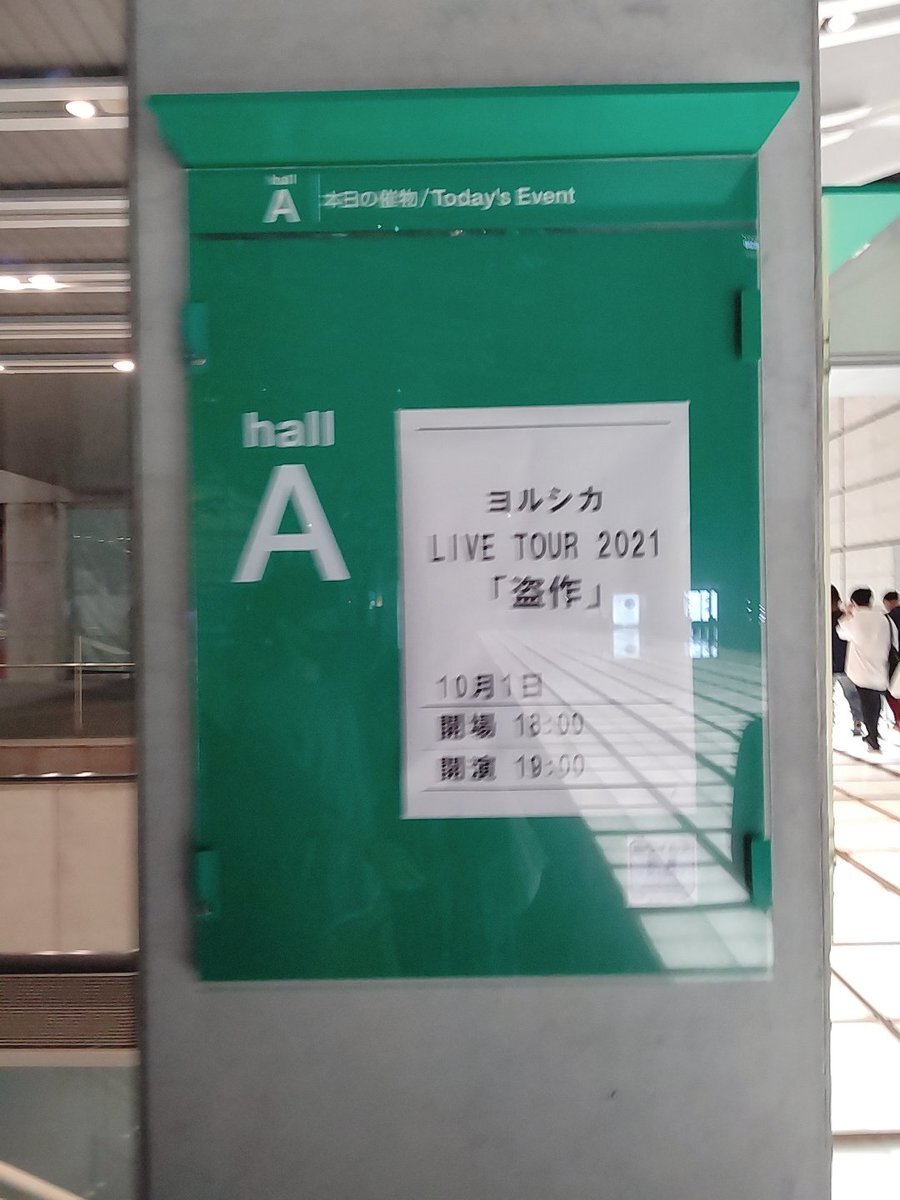 hall
A 本日の催物/Today's Event
hall
A
ヨルシカ
LIVE TOUR 2021
「盗作」
10月1日
開場 18:00
開演 19:00